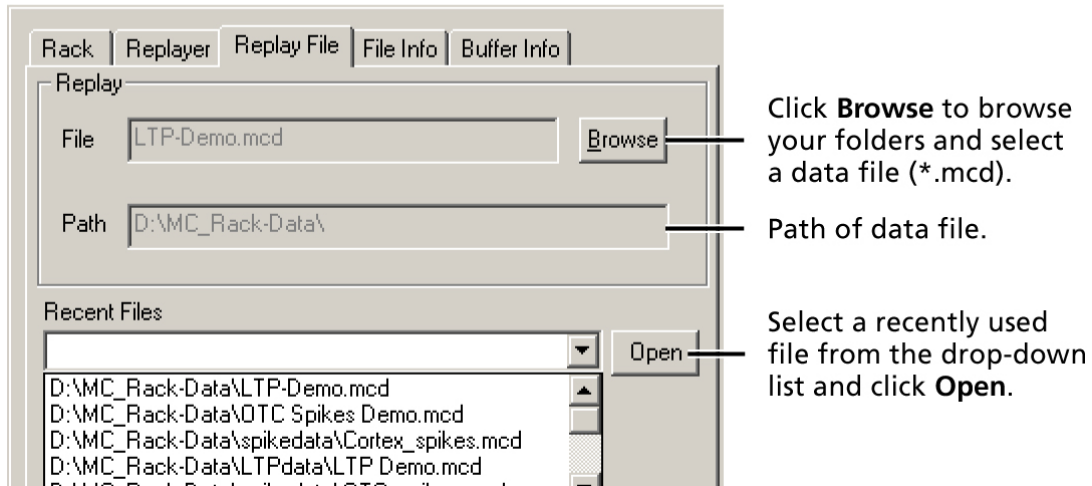 Rack Replayer Replay File File Info Buffer Info
Replay
File LTP-Demo.mcd Browse
Path D:\MC_Rack-Data\
Click Browse to browse
your folders and select
a data file (*.mcd).
Path of data file.
Recent Files
Open
D:\MC_Rack-Data\LTP-Demo.mcd
D:\MC_Rack-Data\OTC Spikes Demo.mcd
D:\MC_Rack-Data\spikedata\Cortex_spikes.mcd
D:\MC_Rack-Data\LTPdata\LTP Demo.mcd
Select a recently used
file from the drop-down
list and click Open.